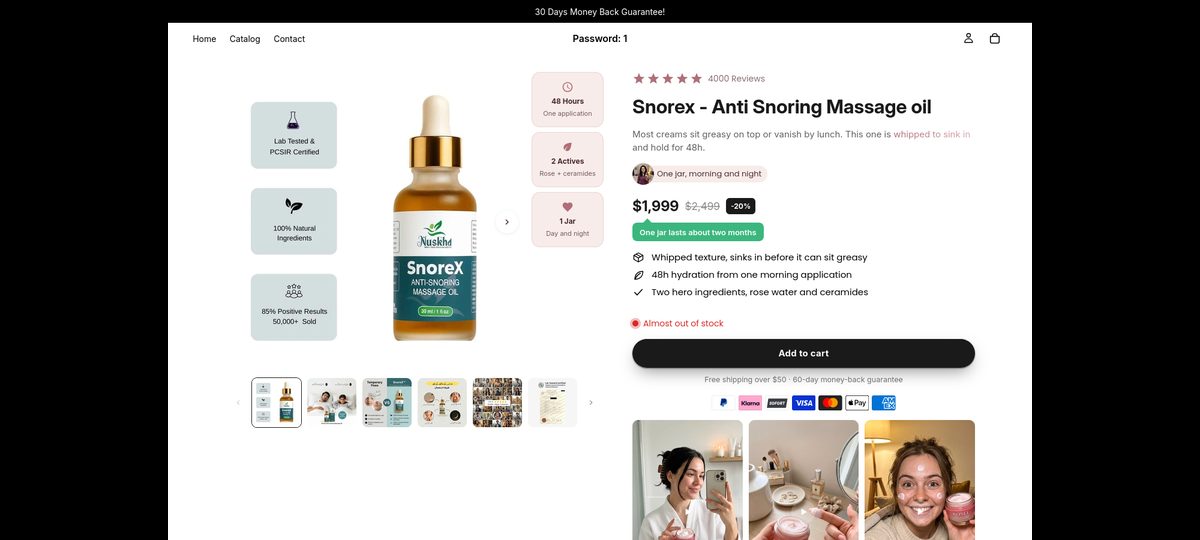 30 Days Money Back Guarantee!
Home
Catalog
Contact
Password: 1
Lab Tested &
PCSIR Certified
100% Natural
Ingredients
85% Positive Results
50,000+ Sold
Nuskha
SnoreX
ANTI-SNORING
MASSAGE OIL
30 ml / 1 fl oz
48 Hours
One application
2 Actives
Rose + ceramides
1 Jar
Day and night
4000 Reviews
Snorex - Anti Snoring Massage oil
Most creams sit greasy on top or vanish by lunch. This one is whipped to sink in
and hold for 48h.
One jar, morning and night
$1,999 $2,499 -20%
One jar lasts about two months
Whipped texture, sinks in before it can sit greasy
48h hydration from one morning application
Two hero ingredients, rose water and ceramides
Almost out of stock
Add to cart
Free shipping over $50 · 60-day money-back guarantee
Klarna
SOFORT
VISA
Pay
AMEX